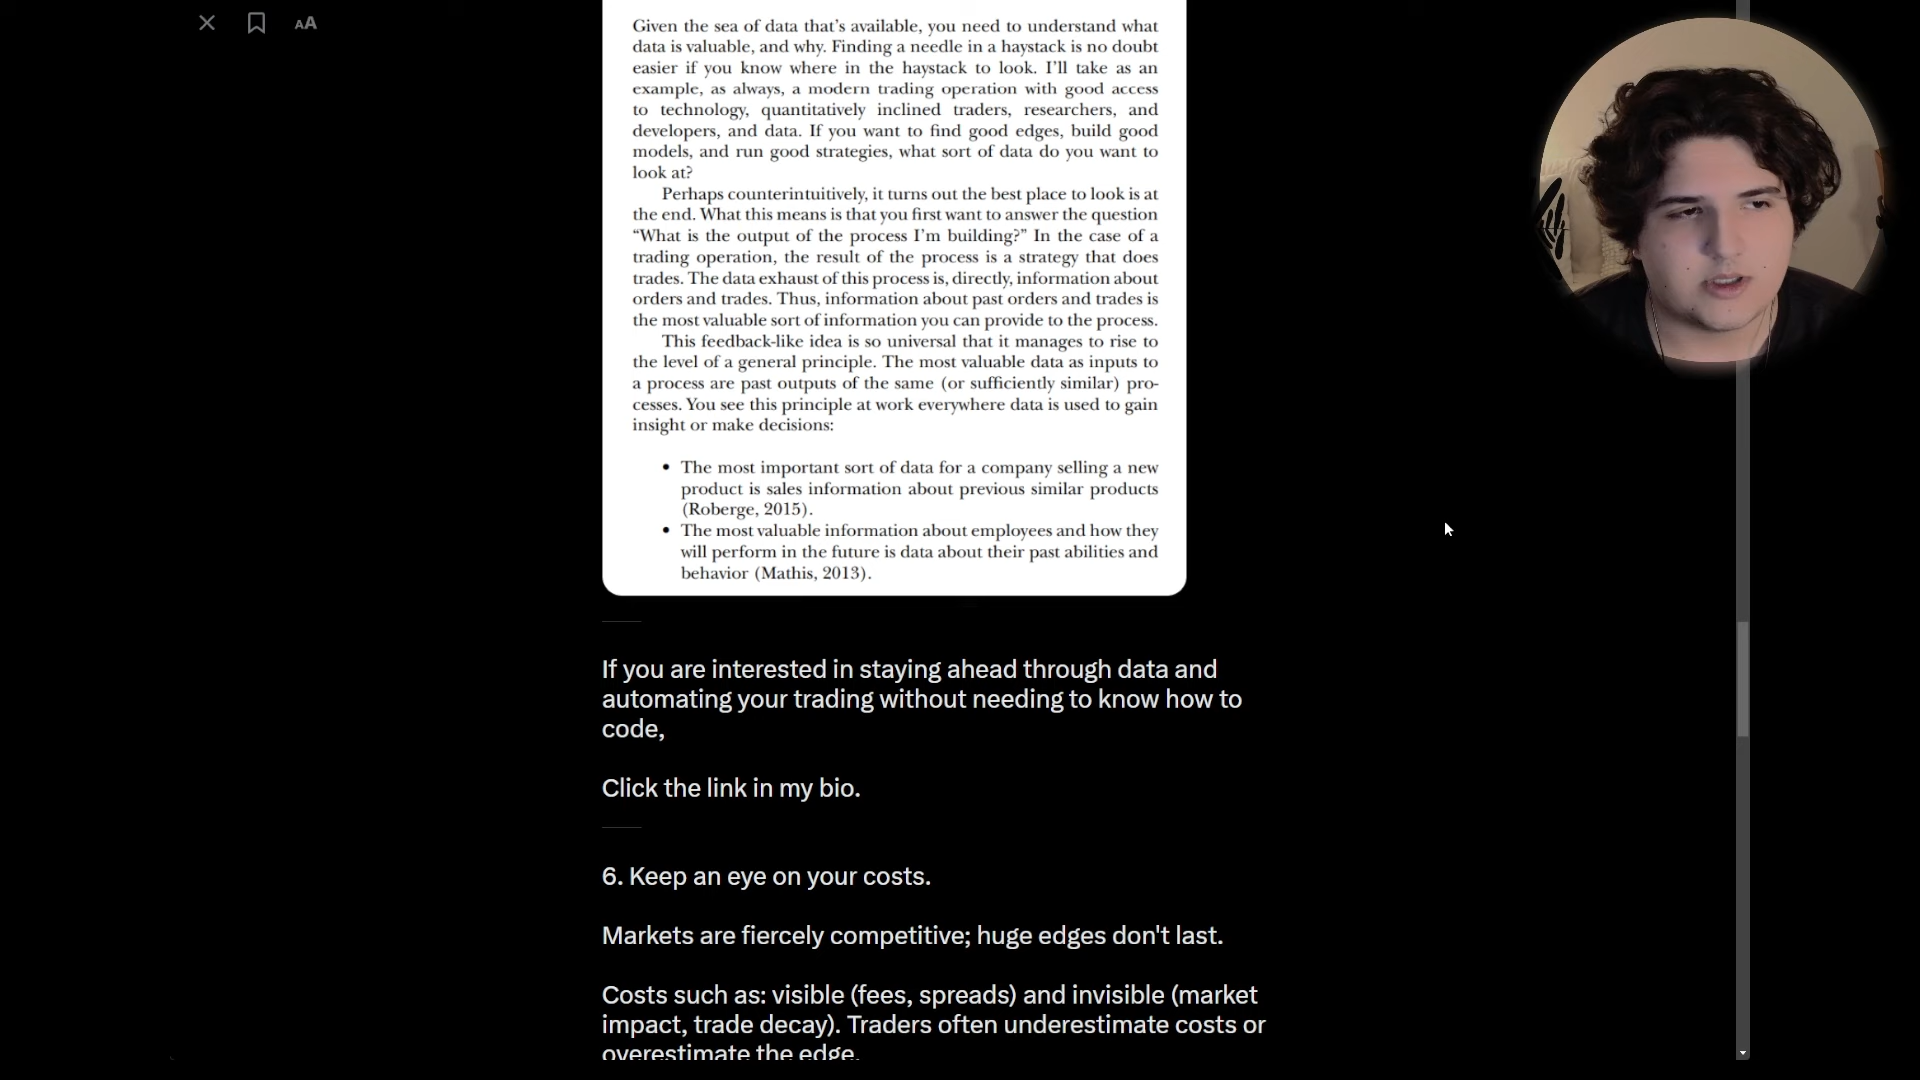 AA
Given the sea of data that's available, you need to understand what
data is valuable, and why. Finding a needle in a haystack is no doubt
easier if you know where in the haystack to look. I'll take as an
example, as always, a modern trading operation with good access
to technology, quantitatively inclined traders, researchers, and
developers, and data. If you want to find good edges, build good
models, and run good strategies, what sort of data do you want to
look at?
Perhaps counterintuitively, it turns out the best place to look is at
the end. What this means is that you first want to answer the question
“What is the output of the process I'm building?” In the case of a
trading operation, the result of the process is a strategy that does
trades. The data exhaust of this process is, directly, information about
orders and trades. Thus, information about past orders and trades is
the most valuable sort of information you can provide to the process.
This feedback-like idea is so universal that it manages to rise to
the level of a general principle. The most valuable data as inputs to
a process are past outputs of the same (or sufficiently similar) pro-
cesses. You see this principle at work everywhere data is used to gain
insight or make decisions:
• The most important sort of data for a company selling a new
product is sales information about previous similar products
(Roberge, 2015).
• The most valuable information about employees and how they
will perform in the future is data about their past abilities and
behavior (Mathis, 2013).
If you are interested in staying ahead through data and
automating your trading without needing to know how to
code,
Click the link in my bio.
6. Keep an eye on your costs.
Markets are fiercely competitive; huge edges don't last.
Costs such as: visible (fees, spreads) and invisible (market
impact, trade decay). Traders often underestimate costs or
overestimate the edge.